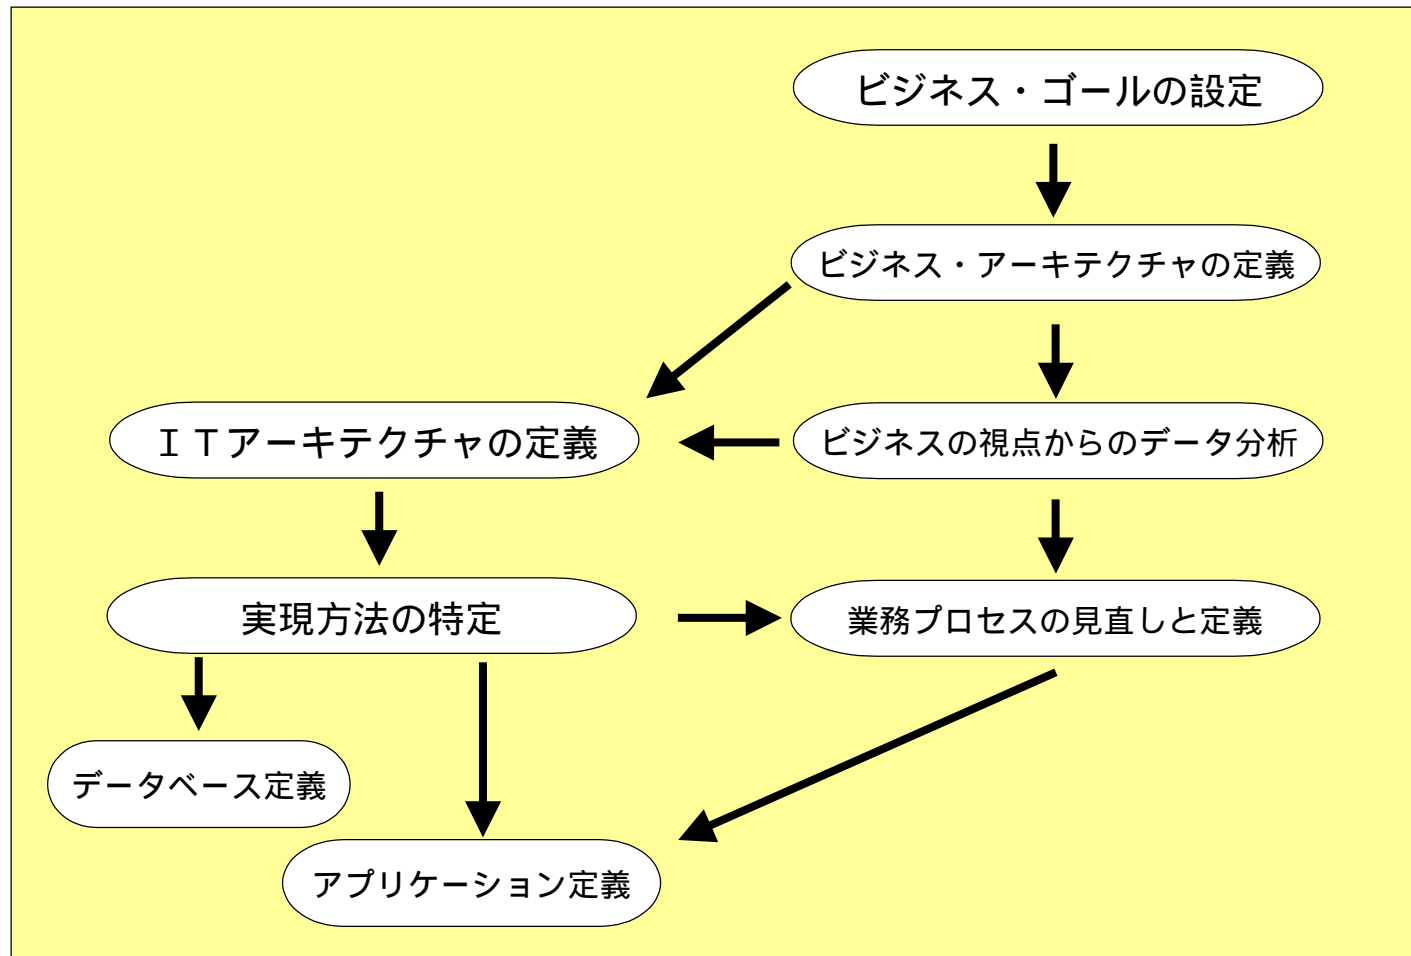 ビジネス・ゴールの設定
ビジネス・アーキテクチャの定義
ＩＴアーキテクチャの定義
ビジネスの視点からのデータ分析
実現方法の特定
業務プロセスの見直しと定義
データベース定義
アプリケーション定義